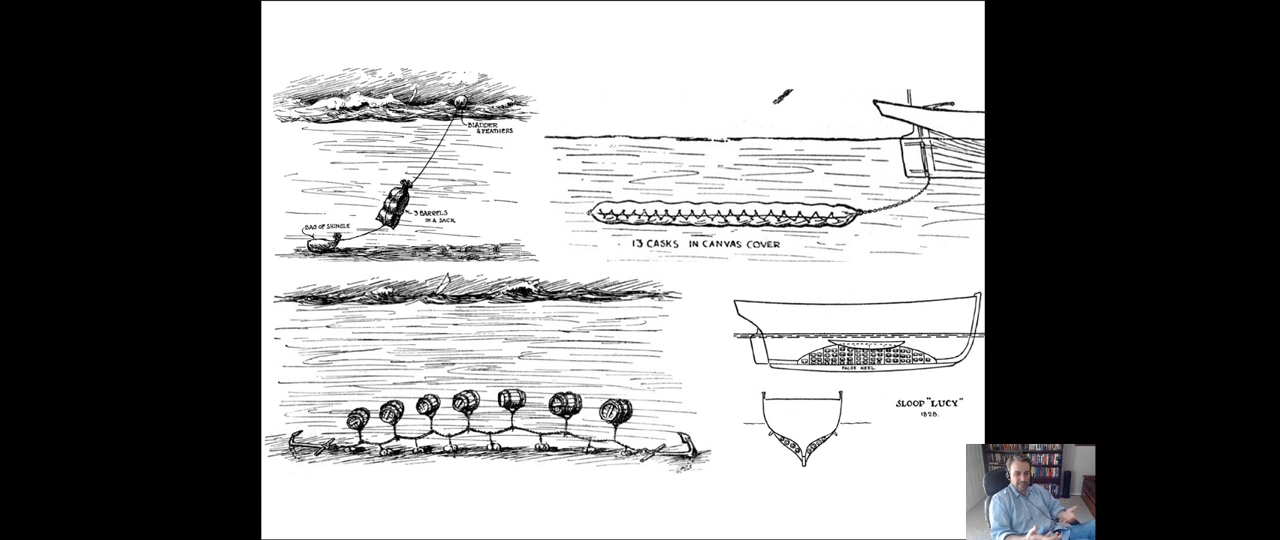 BLADDER
& FEATHERS
3 BARRELS
IN A SACK
BAG OF SHINGLE
13 CASKS IN CANVAS COVER
FALSE KEEL
SLOOP "LUCY"
1828.